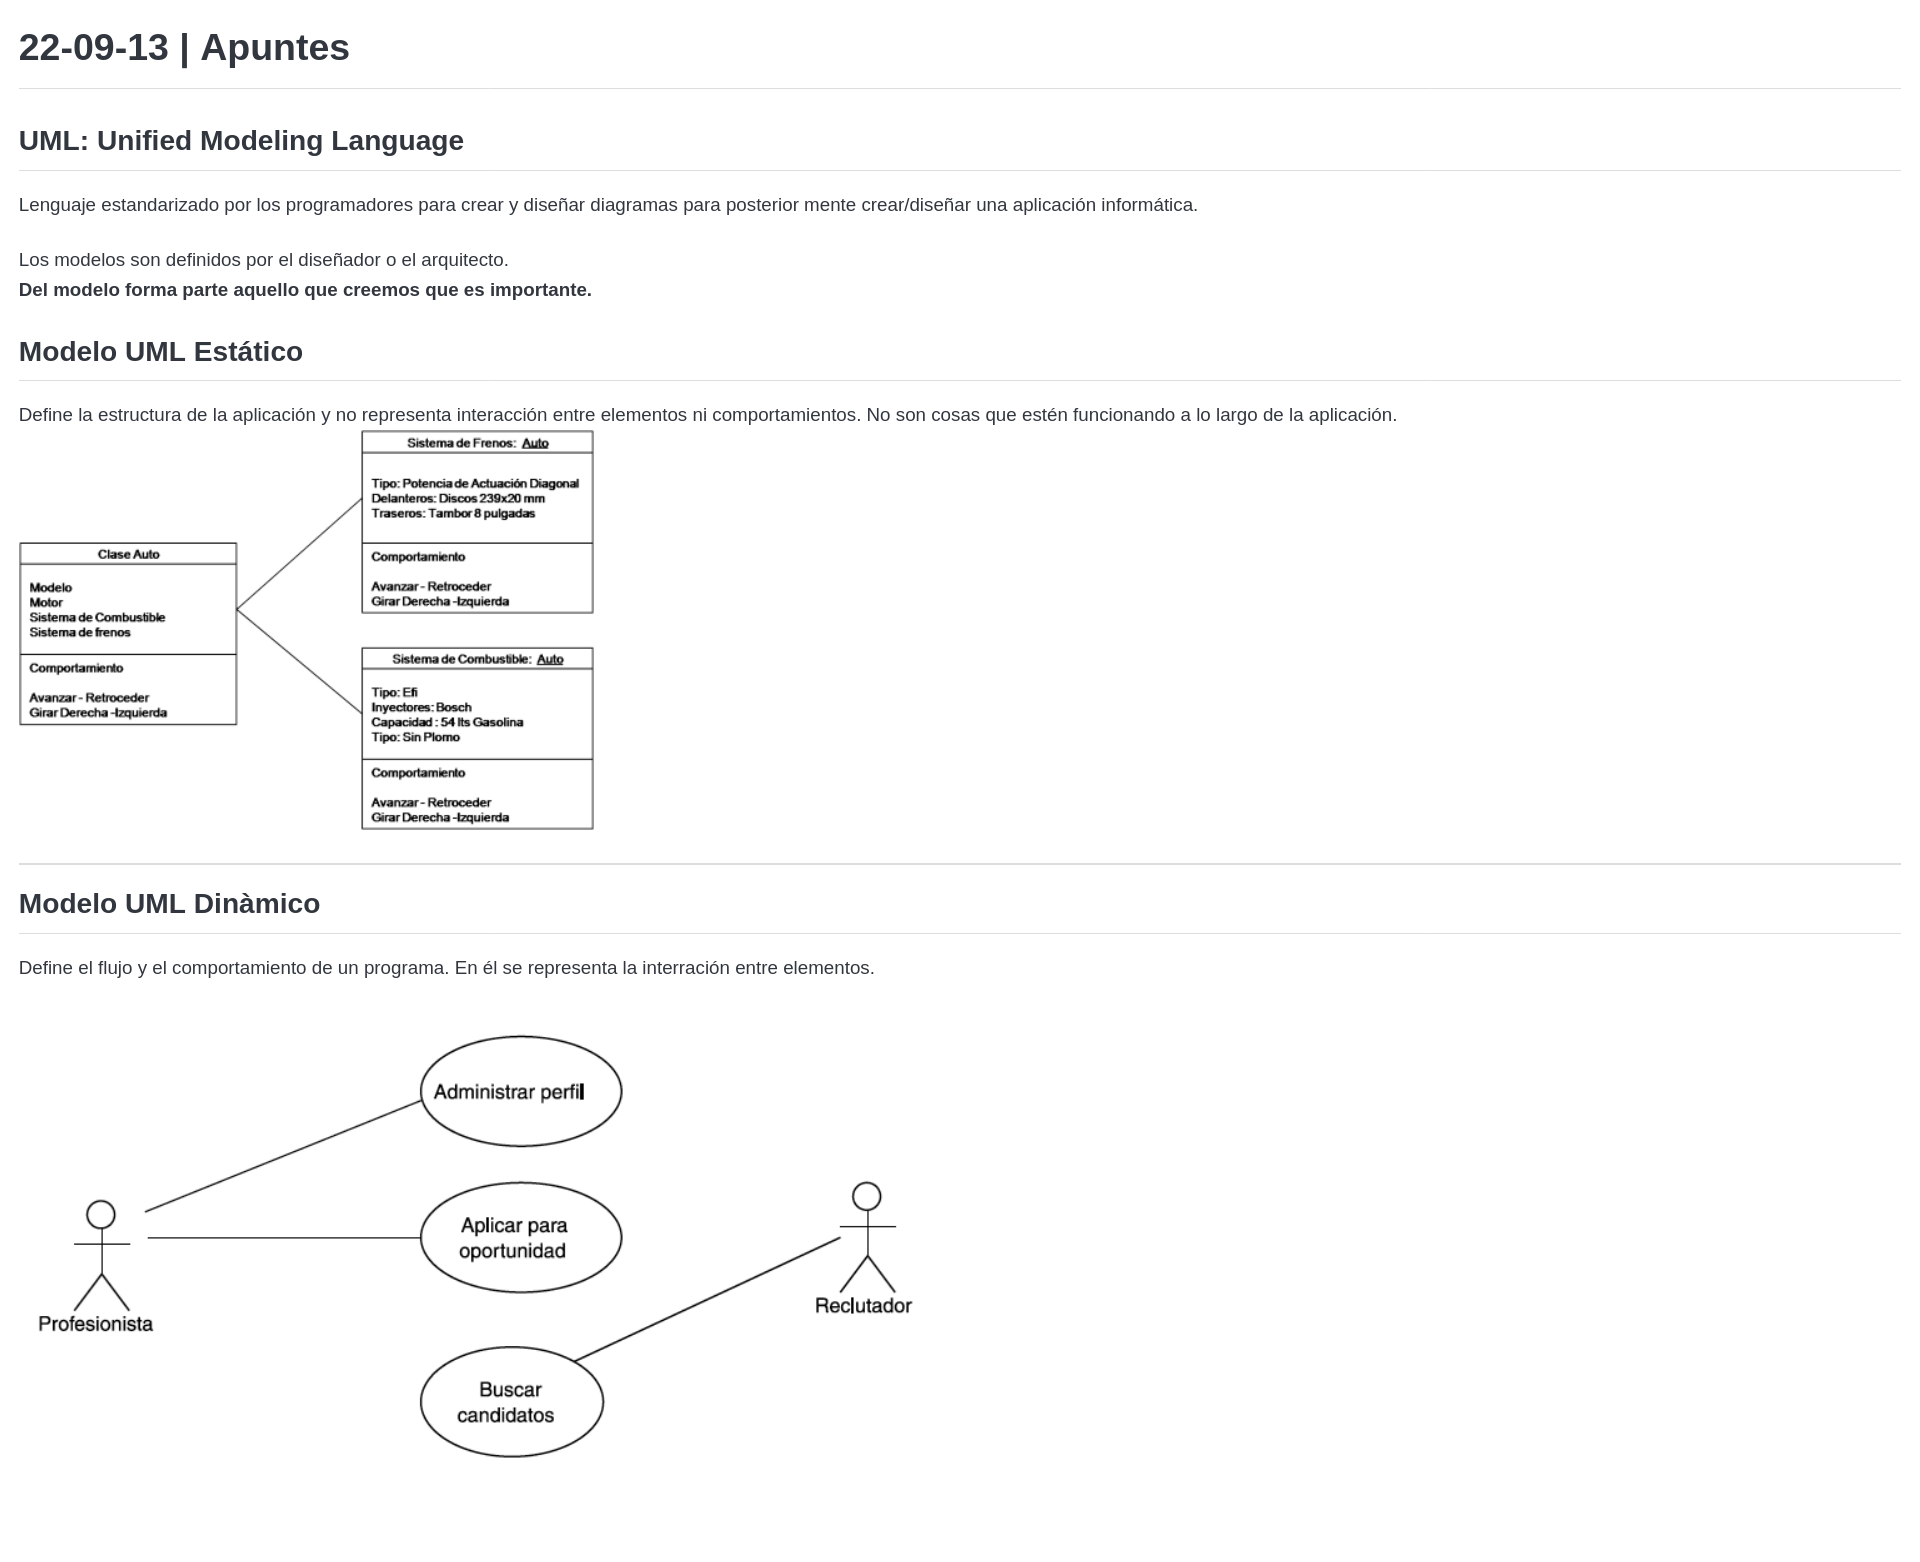 22-09-13 | Apuntes
UML: Unified Modeling Language
Lenguaje estandarizado por los programadores para crear y diseñar diagramas para posterior mente crear/diseñar una aplicación informática.
Los modelos son definidos por el diseñador o el arquitecto.
Del modelo forma parte aquello que creemos que es importante.
Modelo UML Estático
Define la estructura de la aplicación y no representa interacción entre elementos ni comportamientos. No son cosas que estén funcionando a lo largo de la aplicación.
Clase Auto
Modelo
Motor
Sistema de Combustible
Sistema de frenos
Comportamiento
Avanzar - Retroceder
Girar Derecha -Izquierda
Sistema de Frenos: Auto
Tipo: Potencia de Actuación Diagonal
Delanteros: Discos 239x20 mm
Traseros: Tambor 8 pulgadas
Comportamiento
Avanzar - Retroceder
Girar Derecha -Izquierda
Sistema de Combustible: Auto
Tipo: Efi
Inyectores: Bosch
Capacidad : 54 lts Gasolina
Tipo: Sin Plomo
Comportamiento
Avanzar - Retroceder
Girar Derecha -Izquierda
Modelo UML Dinàmico
Define el flujo y el comportamiento de un programa. En él se representa la interración entre elementos.
Administrar perfil
Aplicar para
oportunidad
Profesionista
Reclutador
Buscar
candidatos